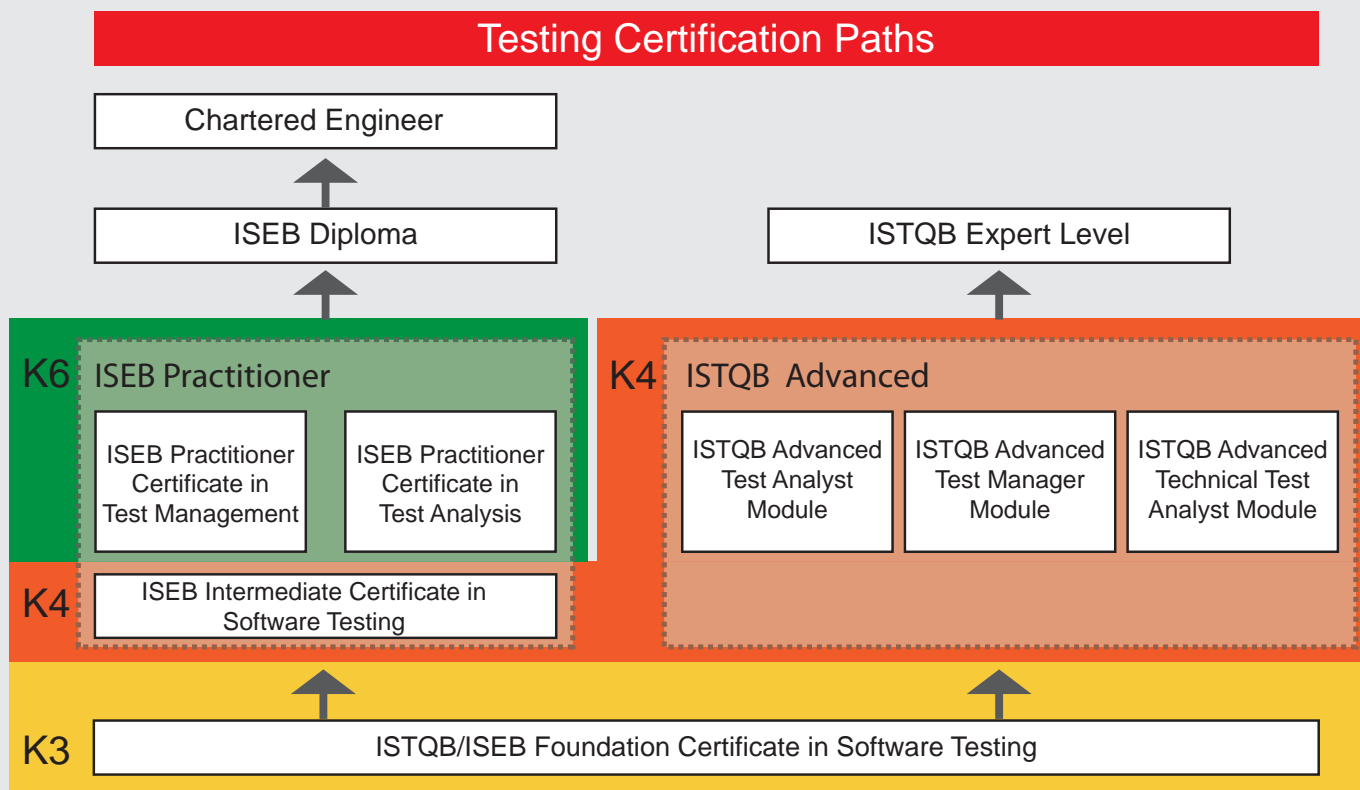 Testing Certification Paths
Chartered Engineer
ISEB Diploma
ISTQB Expert Level
K6
ISEB Practitioner
ISEB Practitioner
Certificate in
Test Management
ISEB Practitioner
Certificate in
Test Analysis
K4
ISTQB Advanced
ISTQB Advanced
Test Analyst
Module
ISTQB Advanced
Test Manager
Module
ISTQB Advanced
Technical Test
Analyst Module
K4
ISEB Intermediate Certificate in
Software Testing
K3
ISTQB/ISEB Foundation Certificate in Software Testing